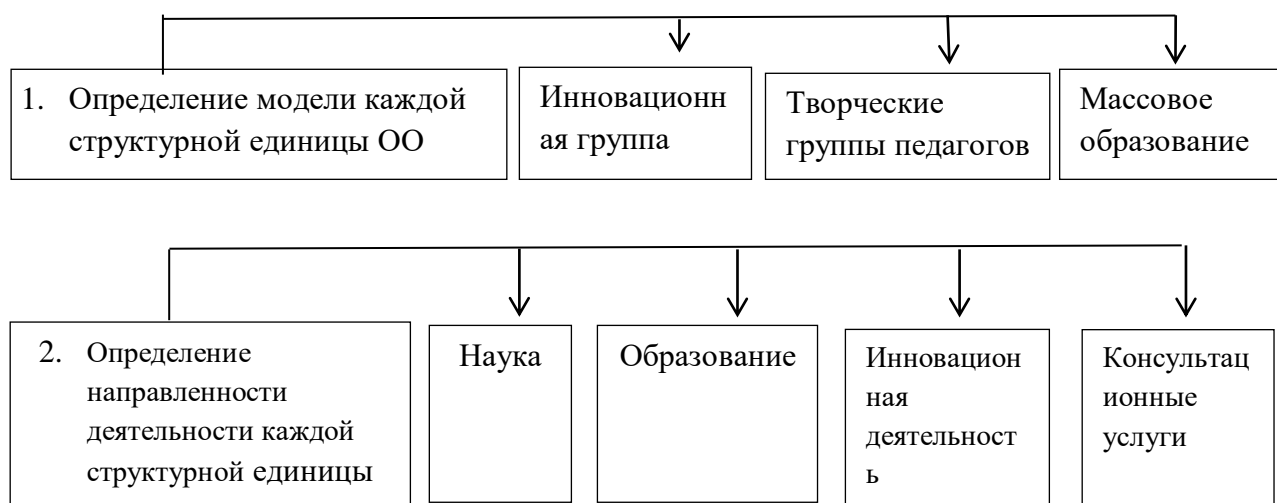 1. Определение модели каждой
структурной единицы ОО
Инновационн
ая группа
Творческие
группы педагогов
Массовое
образование
2. Определение
направленности
деятельности каждой
структурной единицы
Наука
Образование
Инновацион
ная
деятельност
ь
Консультац
ионные
услуги